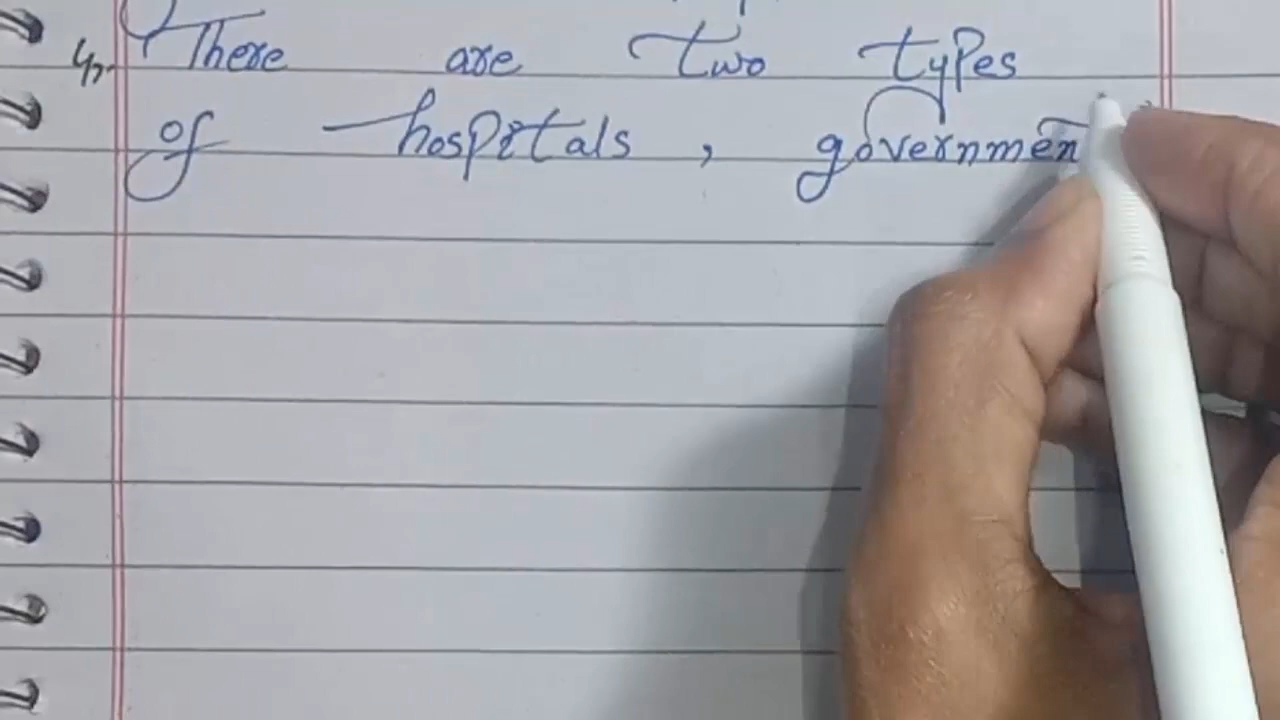 4. There are two types
of hospitals, governmen